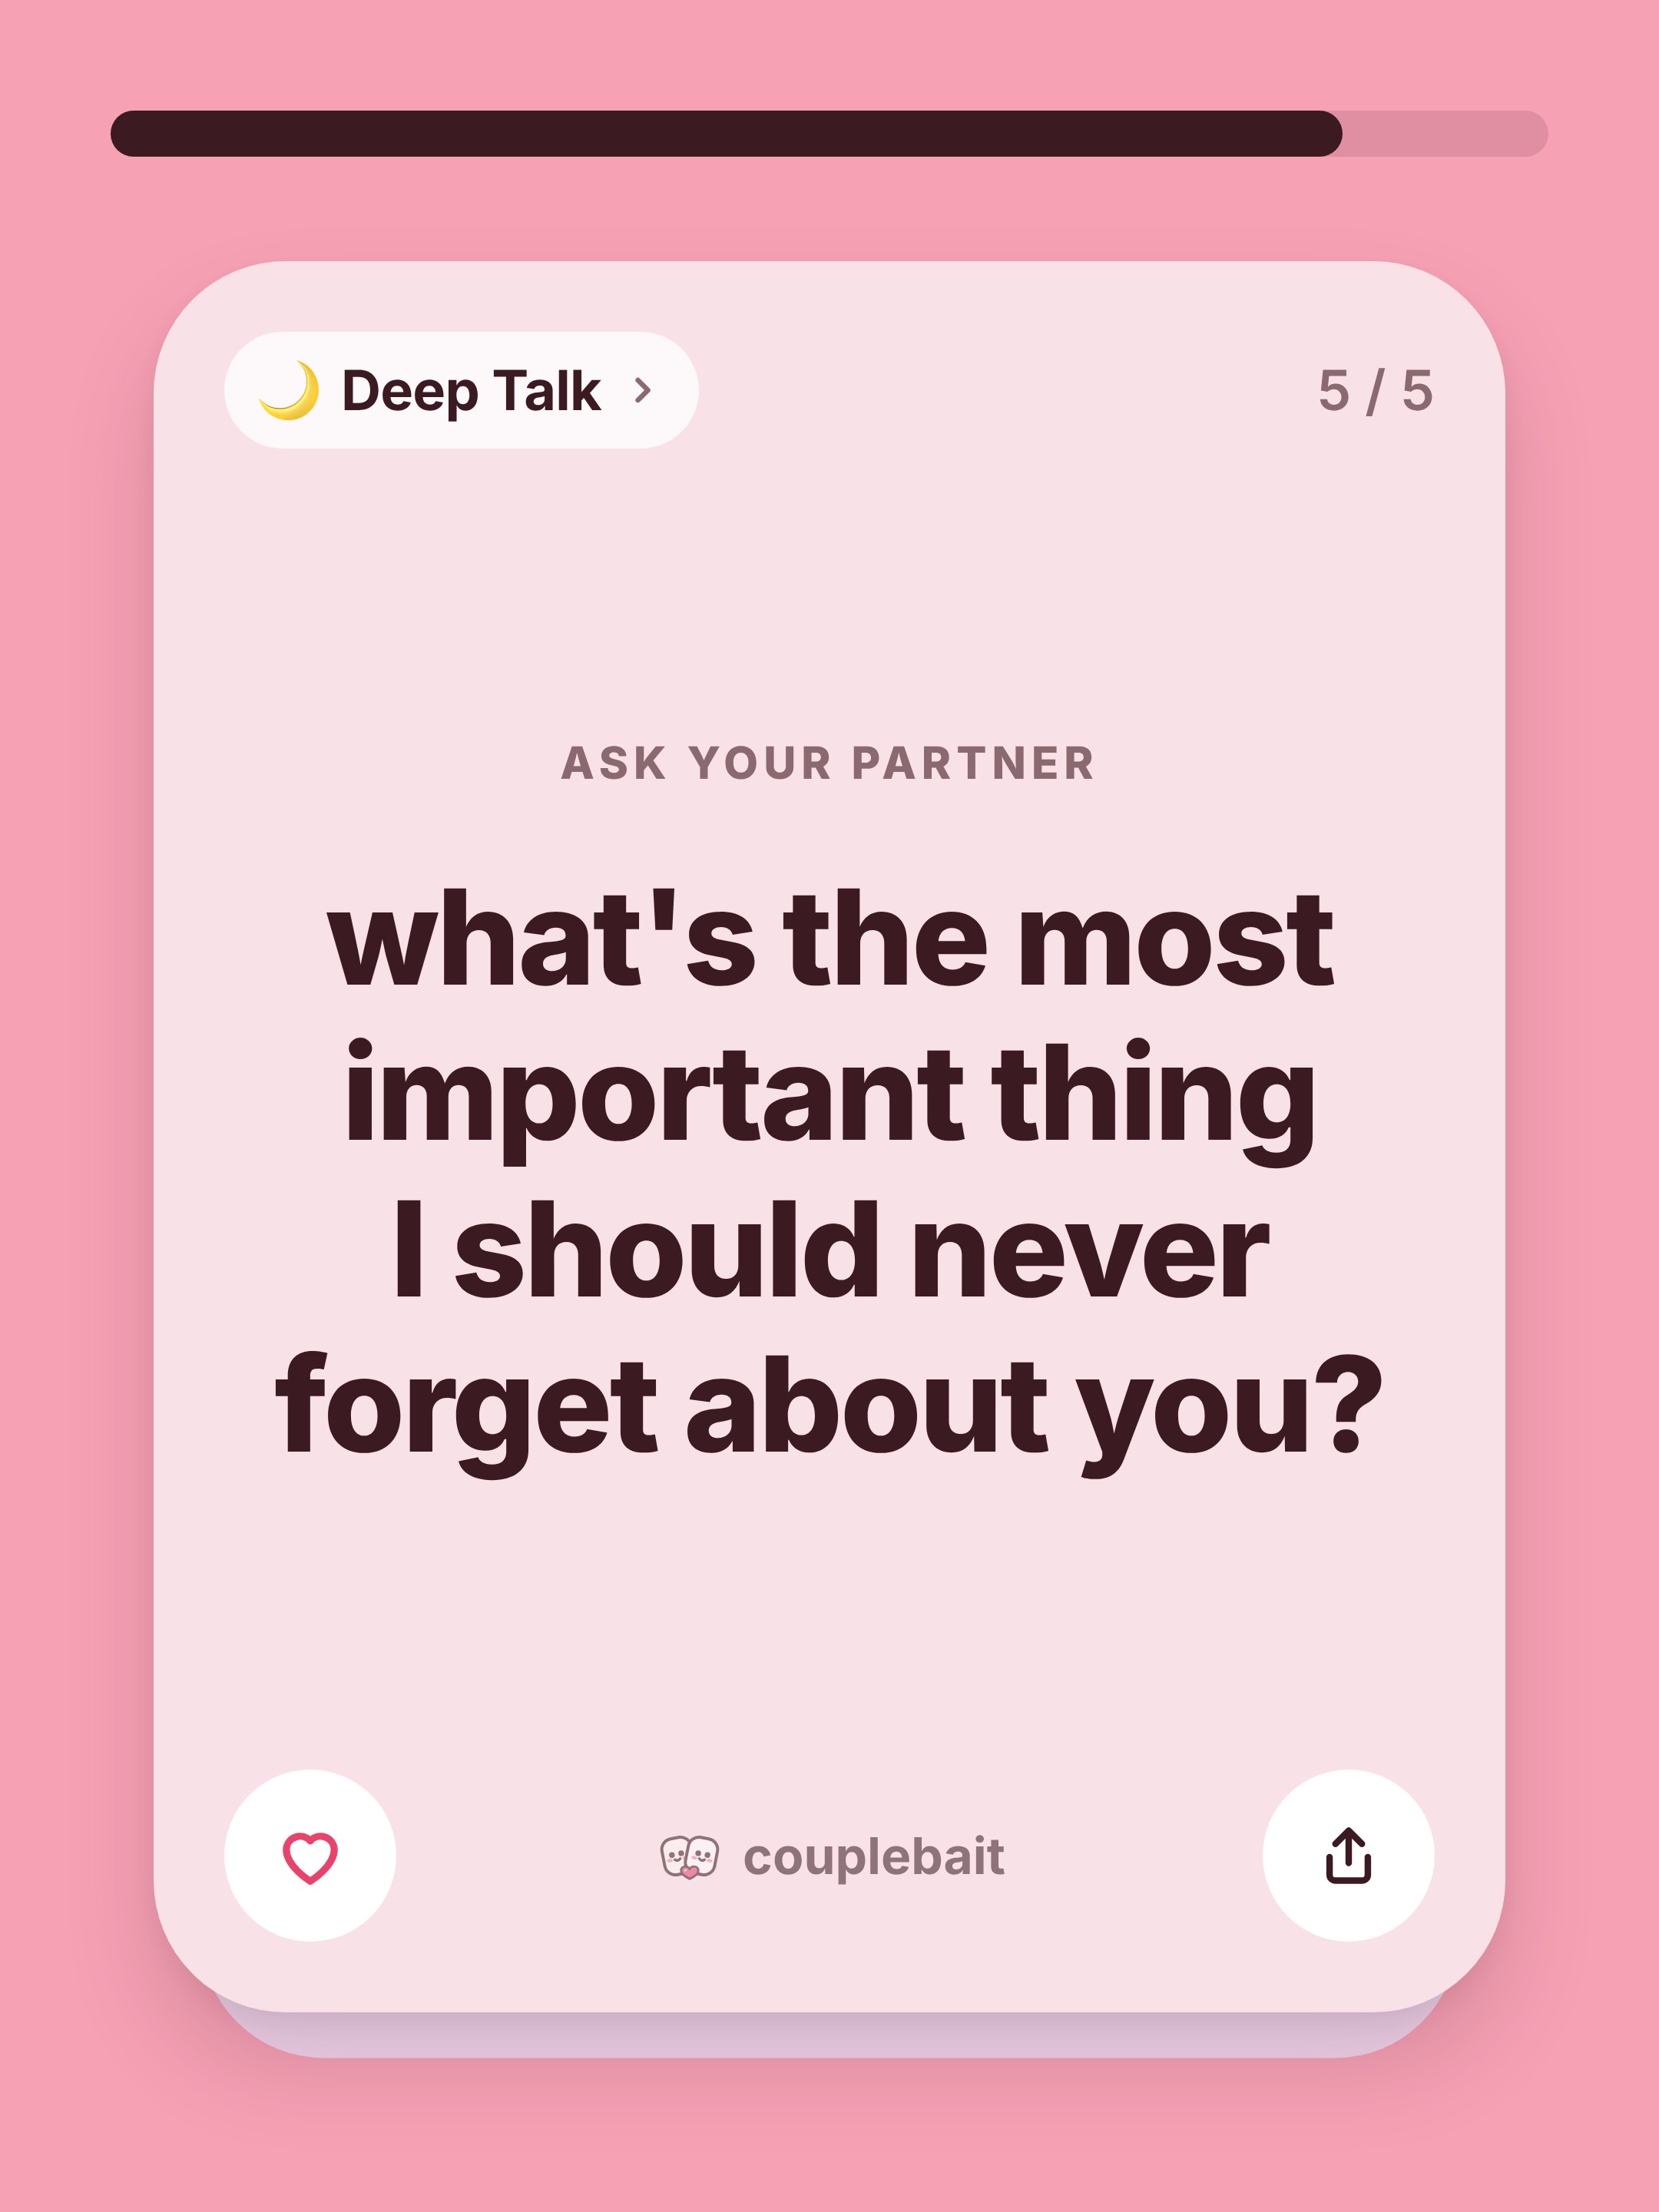 Deep Talk
5 / 5
ASK YOUR PARTNER
what's the most
important thing
I should never
forget about you?
couplebait